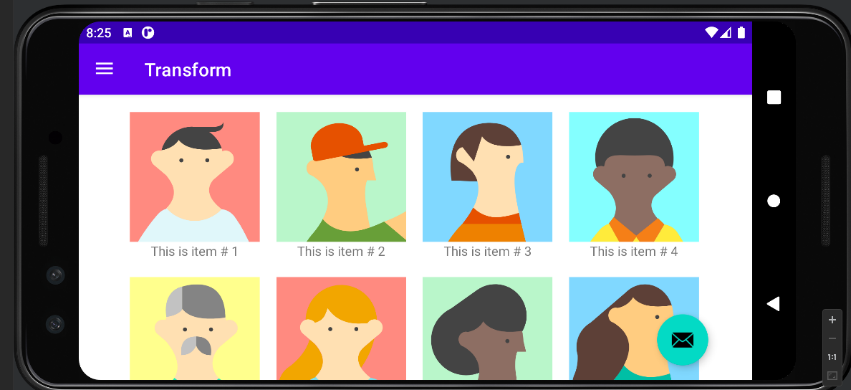 8:25
Transform
This is item # 1
This is item # 2
This is item # 3
This is item # 4
1:1